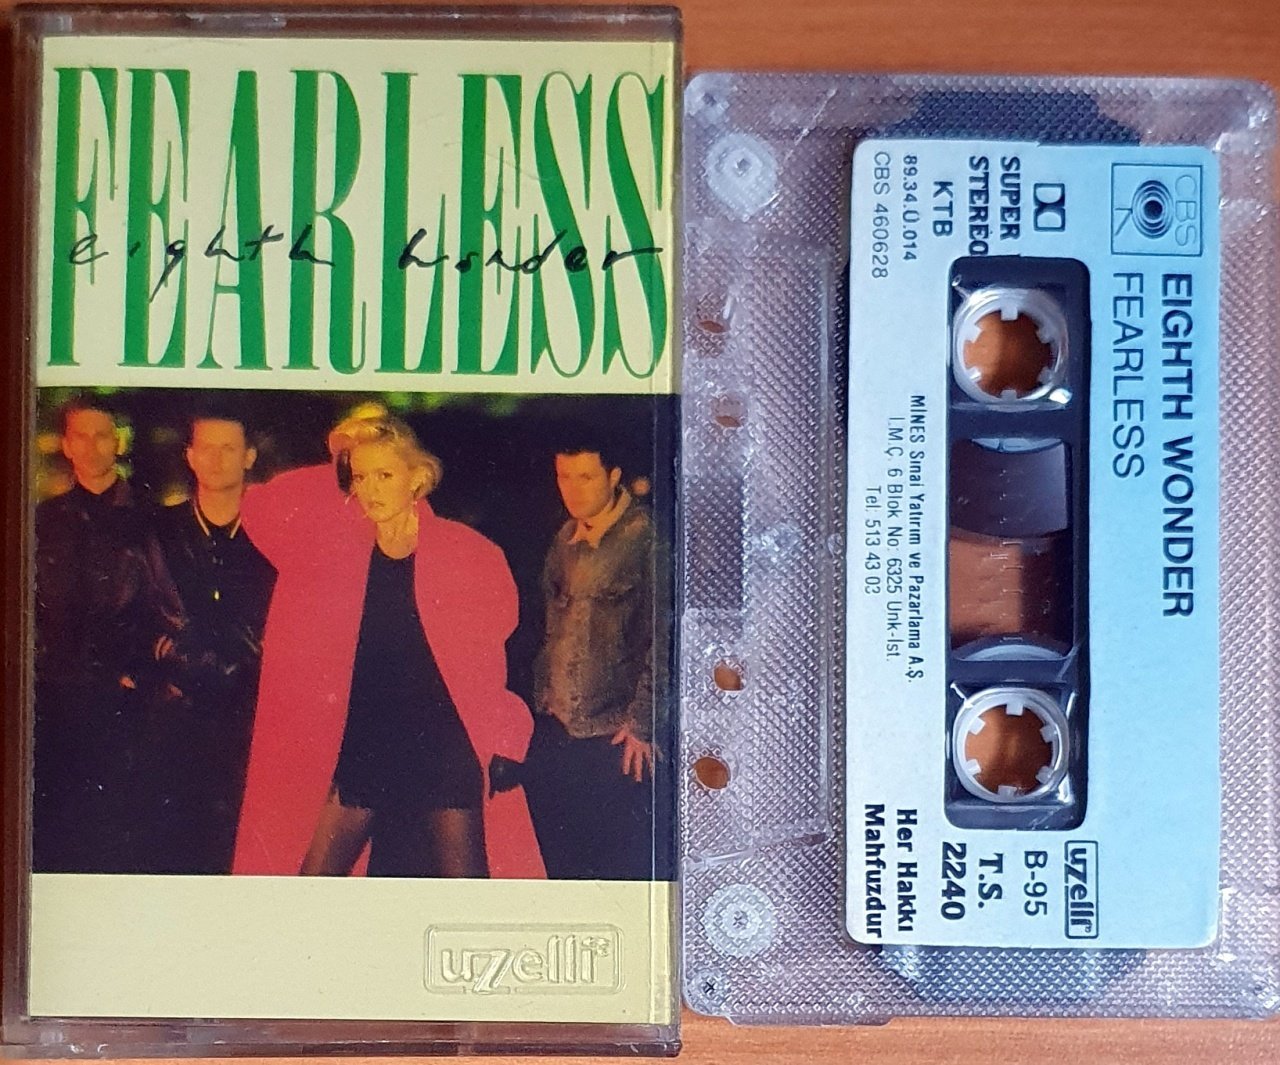 FEARLESS
eighth wonder
uzelli
CBS
EIGHTH WONDER
FEARLESS
SUPER
STEREO
KTB
89.34.Ü.014
CBS 460628
MİNES Sınai Yatırım ve Pazarlama A.Ş.
İ.M.Ç. 6 Blok No: 6325 Unk-İst.
Tel: 513 43 03
uzelli
B-95
T.S.
2240
Her Hakkı
Mahfuzdur